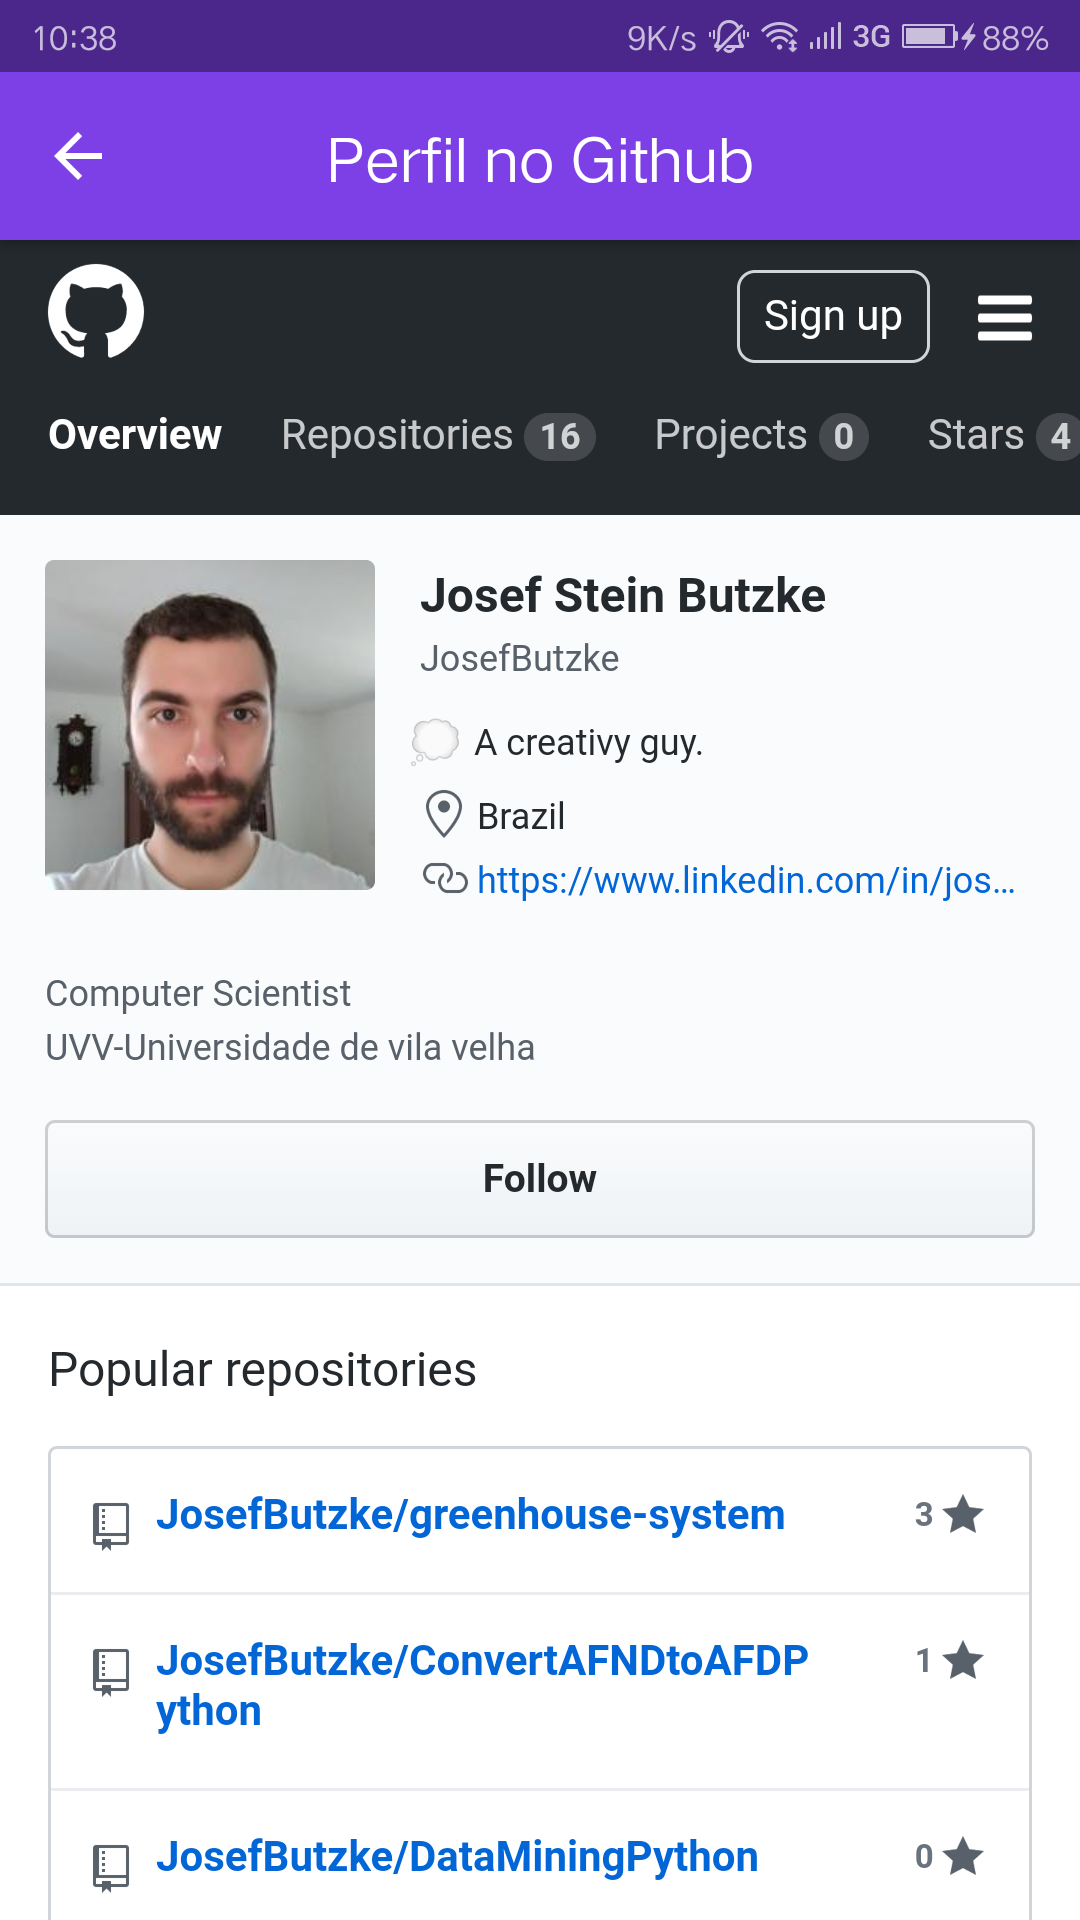 10:38
9K/s 3G 88%
Perfil no Github
Sign up
Overview Repositories 16 Projects 0 Stars 4
Josef Stein Butzke
JosefButzke
A creativy guy.
Brazil
https://www.linkedin.com/in/jos...
Computer Scientist
UVV-Universidade de vila velha
Follow
Popular repositories
JosefButzke/greenhouse-system 3
JosefButzke/ConvertAFNDtoAFDP 1
ython
JosefButzke/DataMiningPython 0